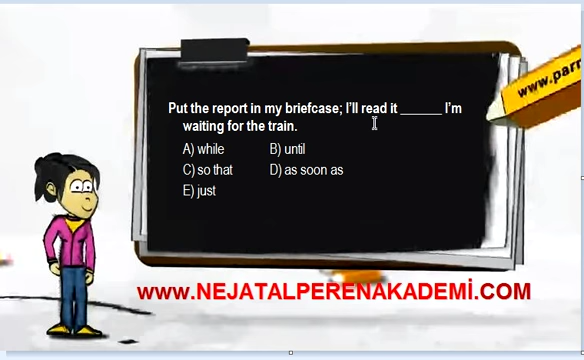 www.parr
Put the report in my briefcase; I'll read it ______ I'm
waiting for the train.
A) while B) until
C) so that D) as soon as
E) just
www.NEJATALPERENAKADEMİ.COM